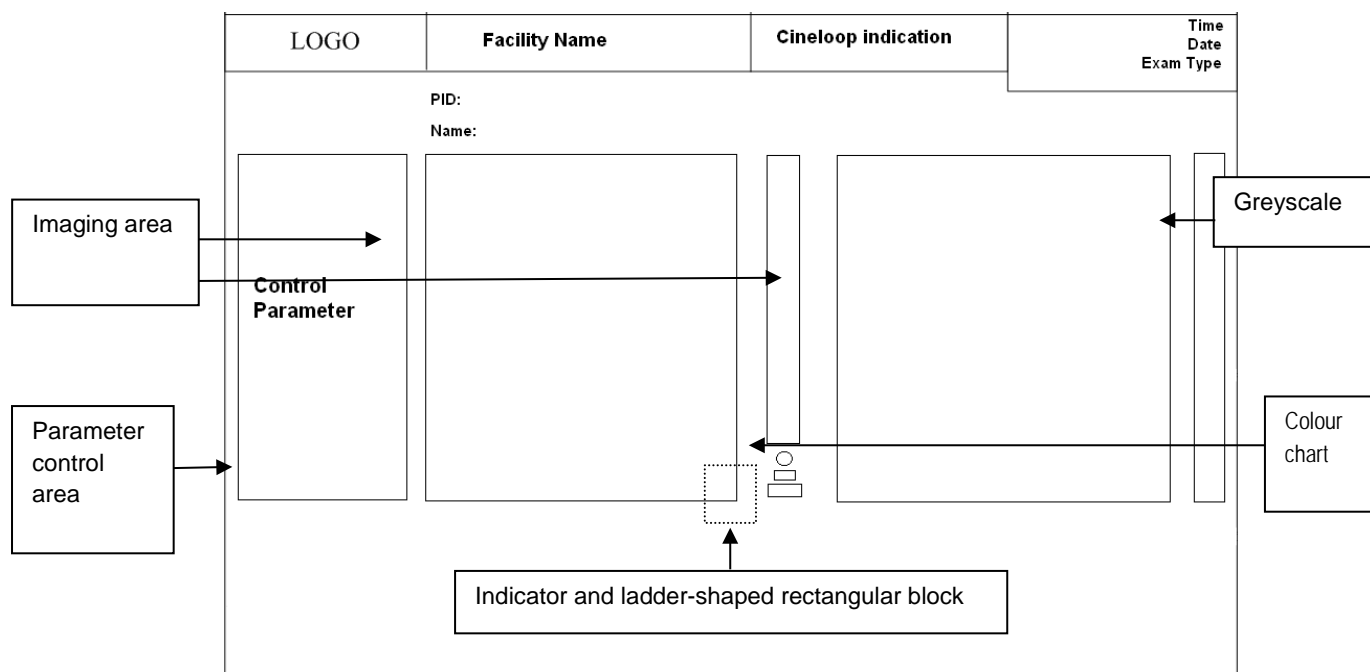 LOGO
Facility Name
Cineloop indication
Time
Date
Exam Type
PID:
Name:
Imaging area
Greyscale
Control
Parameter
Parameter
control
area
Colour
chart
Indicator and ladder-shaped rectangular block